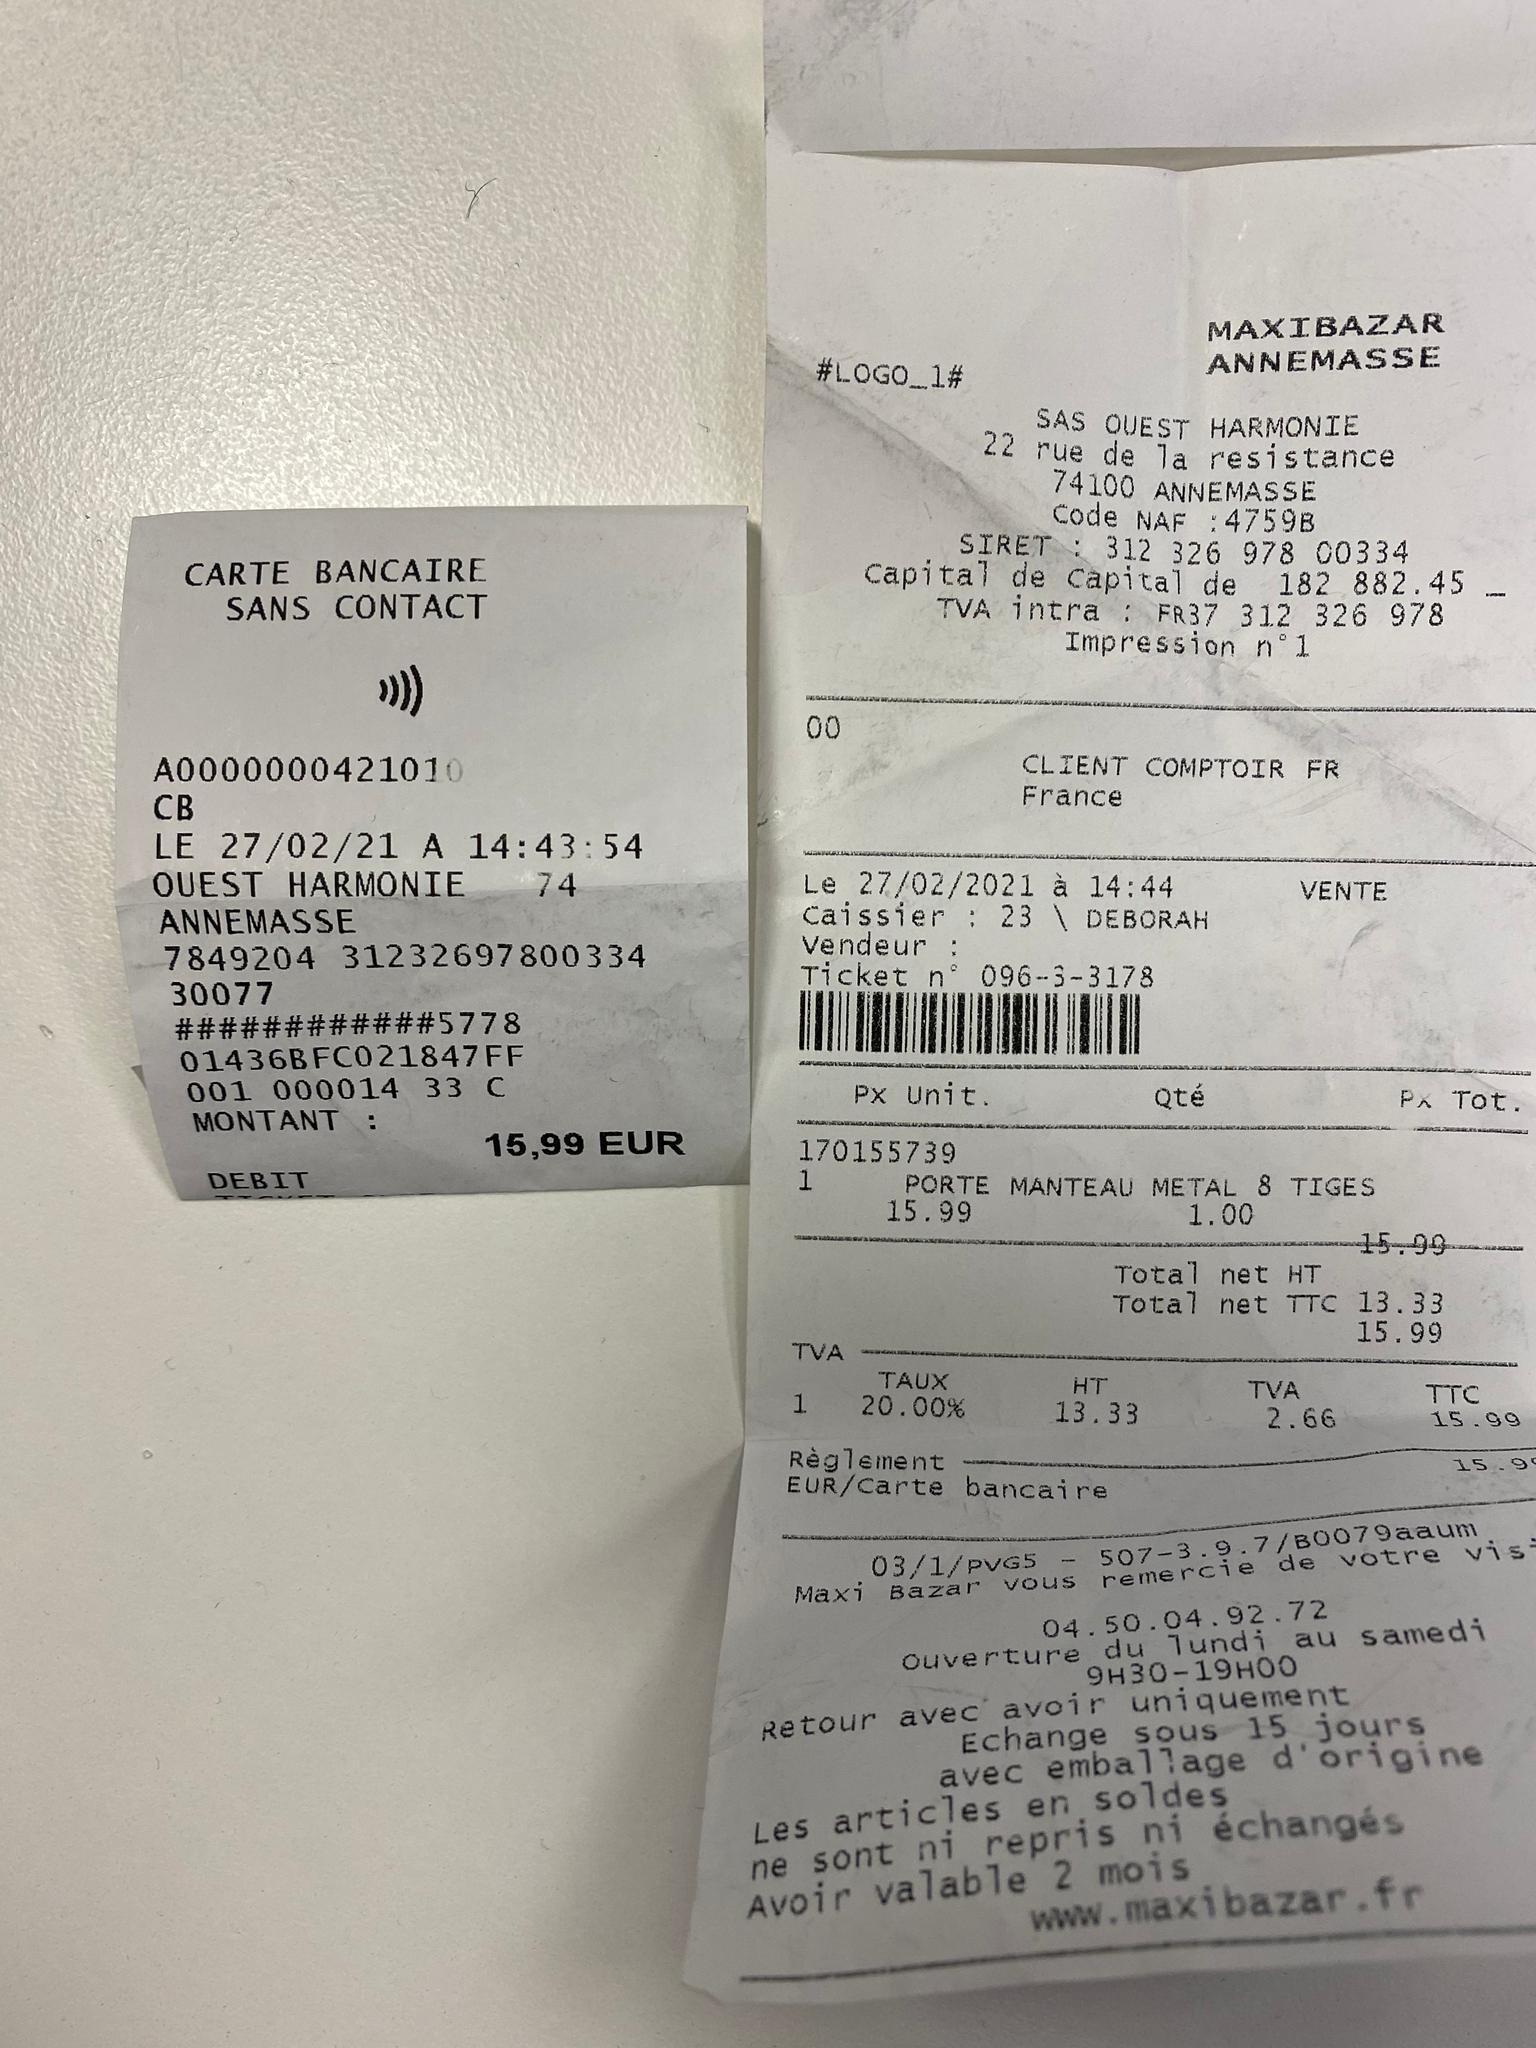 CARTE BANCAIRE
SANS CONTACT
A0000000421010
CB
LE 27/02/21 A 14:43:54
OUEST HARMONIE 74
ANNEMASSE
7849204 31232697800334
30077
############5778
01436BFC021847FF
001 000014 33 C
MONTANT :
15,99 EUR
DEBIT
MAXIBAZAR
ANNEMASSE
#LOGO_1#
SAS OUEST HARMONIE
22 rue de la resistance
74100 ANNEMASSE
Code NAF :4759B
SIRET : 312 326 978 00334
Capital de Capital de 182 882.45 _
TVA intra : FR37 312 326 978
Impression n°1
00
CLIENT COMPTOIR FR
France
Le 27/02/2021 à 14:44 VENTE
Caissier : 23 \ DEBORAH
Vendeur :
Ticket n° 096-3-3178
Px Unit. Qté Px Tot.
170155739
1 PORTE MANTEAU METAL 8 TIGES
15.99 1.00
15.99
Total net HT
Total net TTC 13.33
15.99
TVA
TAUX HT TVA TTC
1 20.00% 13.33 2.66 15.99
Règlement
EUR/Carte bancaire 15.99
03/1/PVG5 - 507-3.9.7/B0079aaum
Maxi Bazar vous remercie de votre visi
04.50.04.92.72
Ouverture du lundi au samedi
9H30-19H00
Retour avec avoir uniquement
Echange sous 15 jours
avec emballage d'origine
Les articles en soldes
ne sont ni repris ni échangés
Avoir valable 2 mois
www.maxibazar.fr